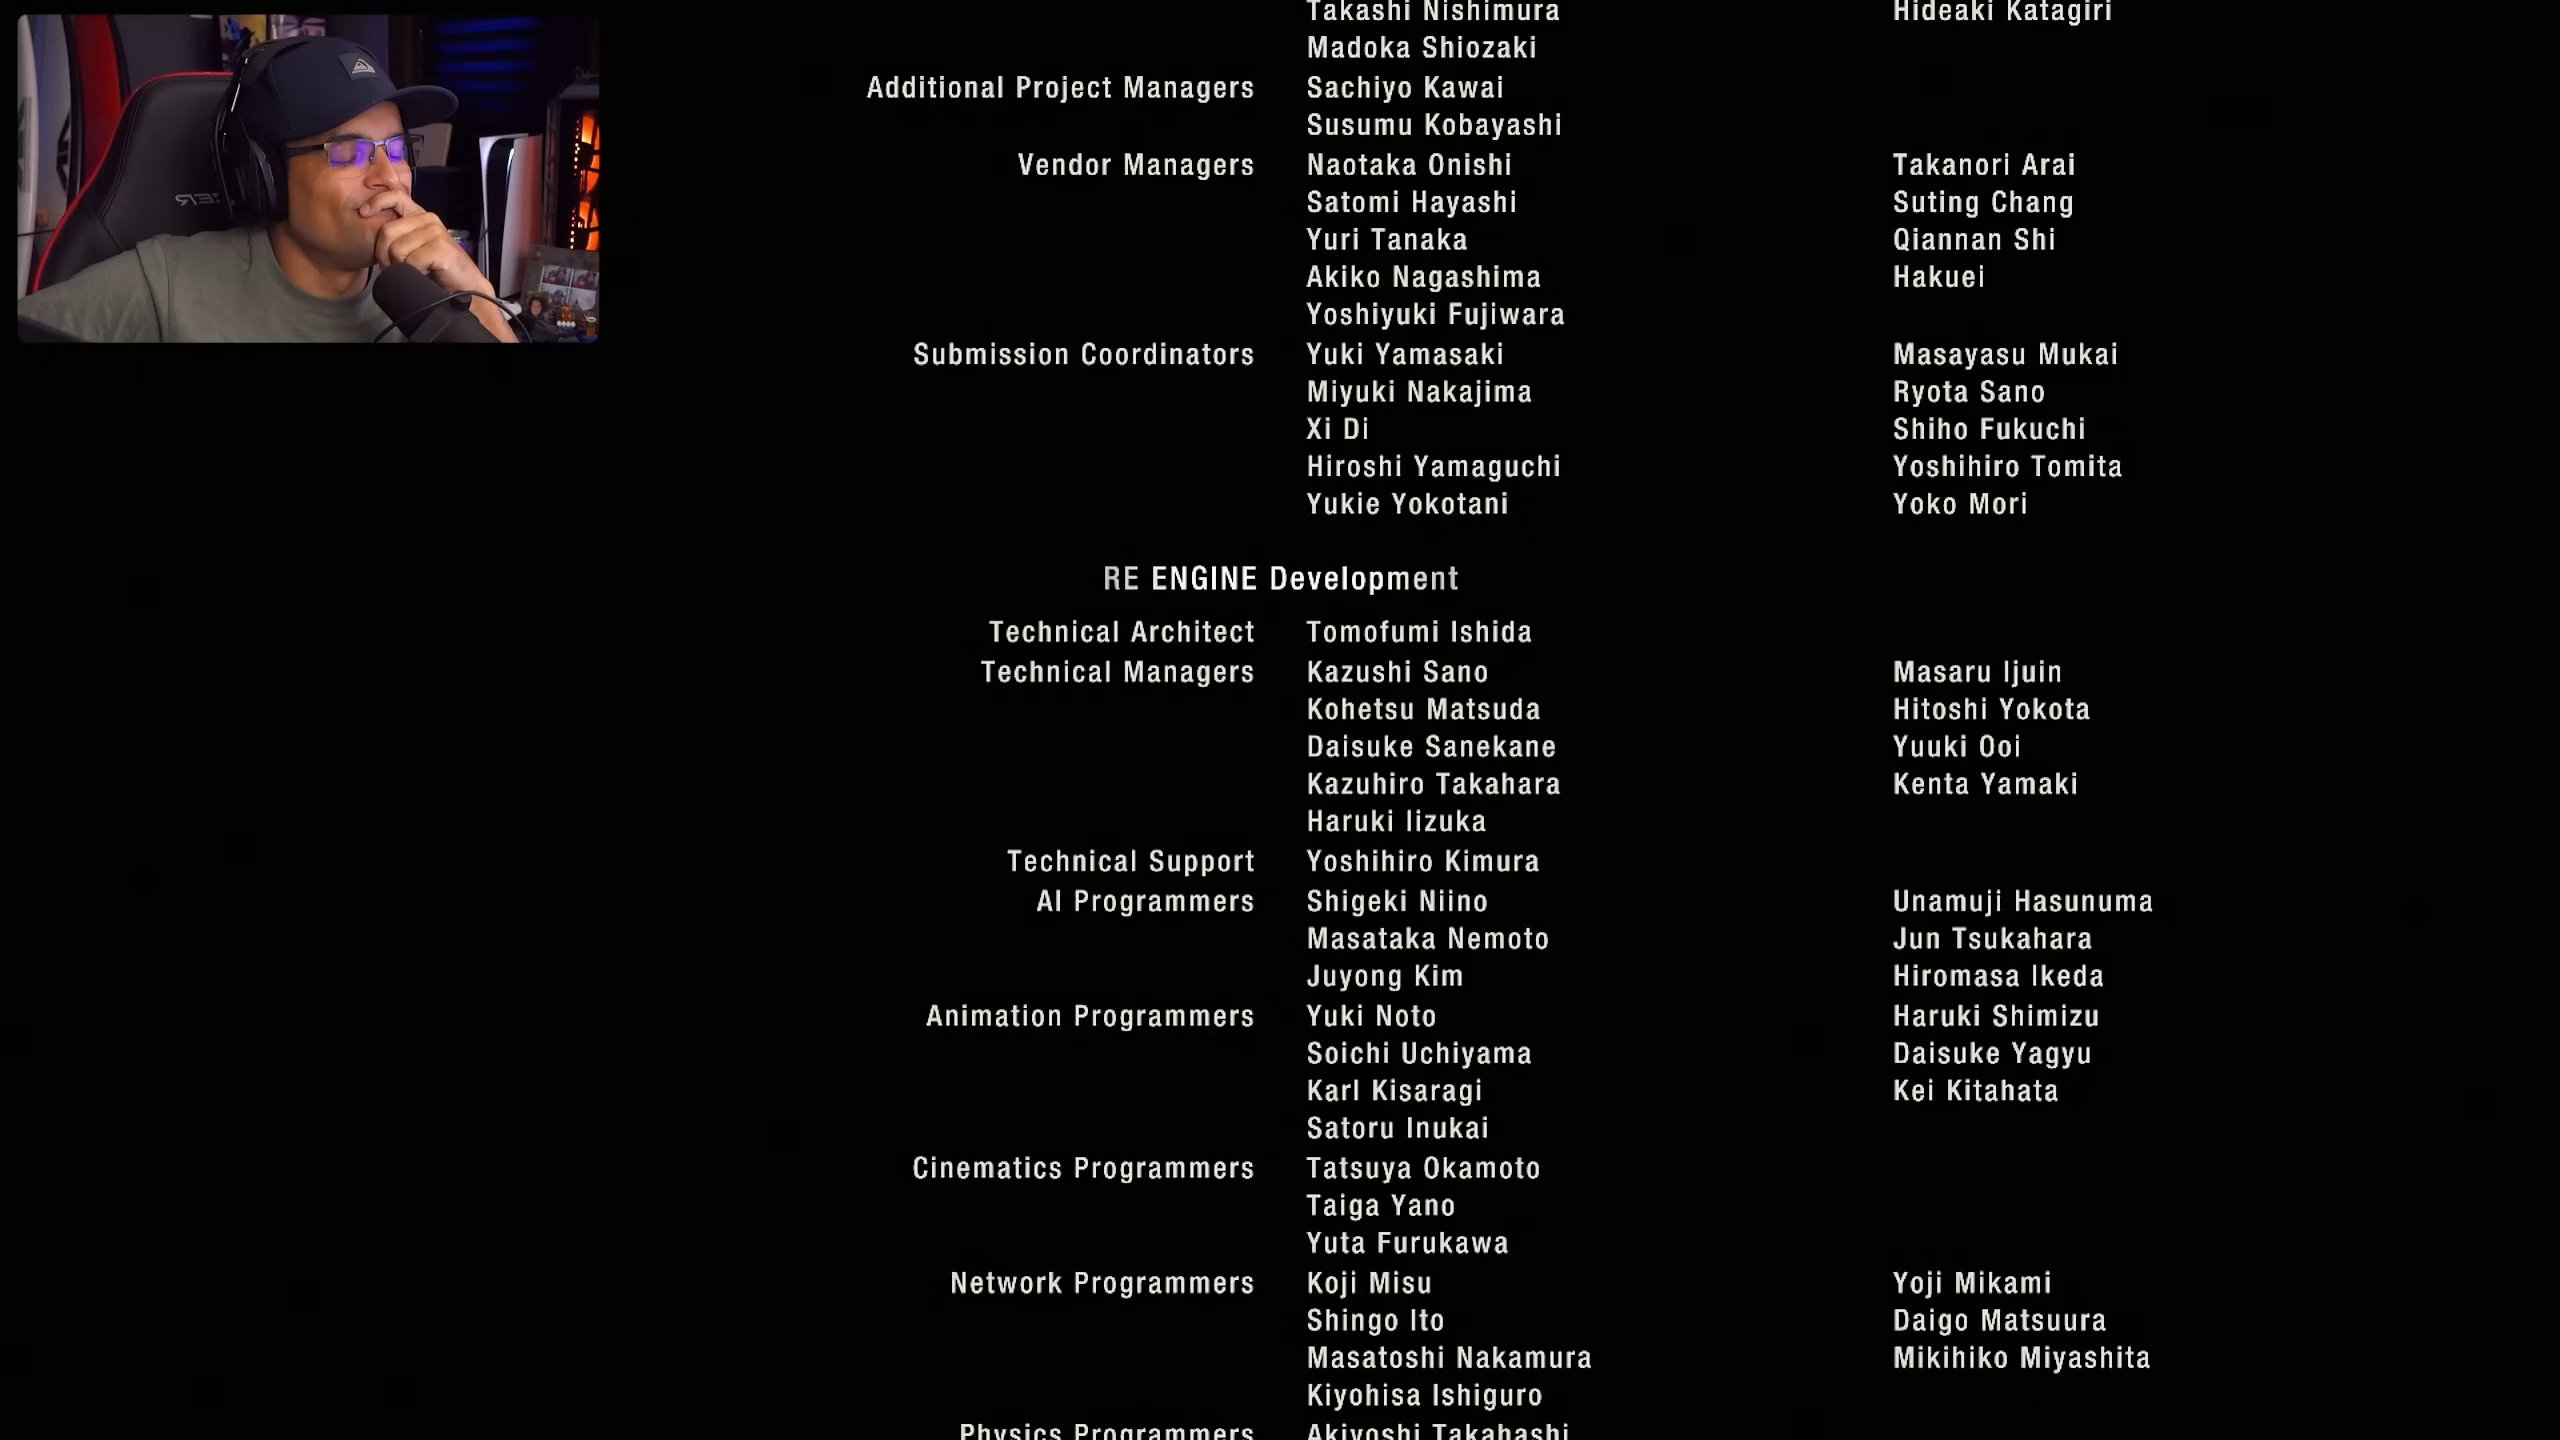 Takashi Nishimura Hideaki Katagiri
Madoka Shiozaki
Additional Project Managers Sachiyo Kawai
Susumu Kobayashi
Vendor Managers Naotaka Onishi Takanori Arai
Satomi Hayashi Suting Chang
Yuri Tanaka Qiannan Shi
Akiko Nagashima Hakuei
Yoshiyuki Fujiwara
Submission Coordinators Yuki Yamasaki Masayasu Mukai
Miyuki Nakajima Ryota Sano
Xi Di Shiho Fukuchi
Hiroshi Yamaguchi Yoshihiro Tomita
Yukie Yokotani Yoko Mori
RE ENGINE Development
Technical Architect Tomofumi Ishida
Technical Managers Kazushi Sano Masaru Ijuin
Kohetsu Matsuda Hitoshi Yokota
Daisuke Sanekane Yuuki Ooi
Kazuhiro Takahara Kenta Yamaki
Haruki Iizuka
Technical Support Yoshihiro Kimura
AI Programmers Shigeki Niino Unamuji Hasunuma
Masataka Nemoto Jun Tsukahara
Juyong Kim Hiromasa Ikeda
Animation Programmers Yuki Noto Haruki Shimizu
Soichi Uchiyama Daisuke Yagyu
Karl Kisaragi Kei Kitahata
Satoru Inukai
Cinematics Programmers Tatsuya Okamoto
Taiga Yano
Yuta Furukawa
Network Programmers Koji Misu Yoji Mikami
Shingo Ito Daigo Matsuura
Masatoshi Nakamura Mikihiko Miyashita
Kiyohisa Ishiguro
Physics Programmers Akiyoshi Takahashi